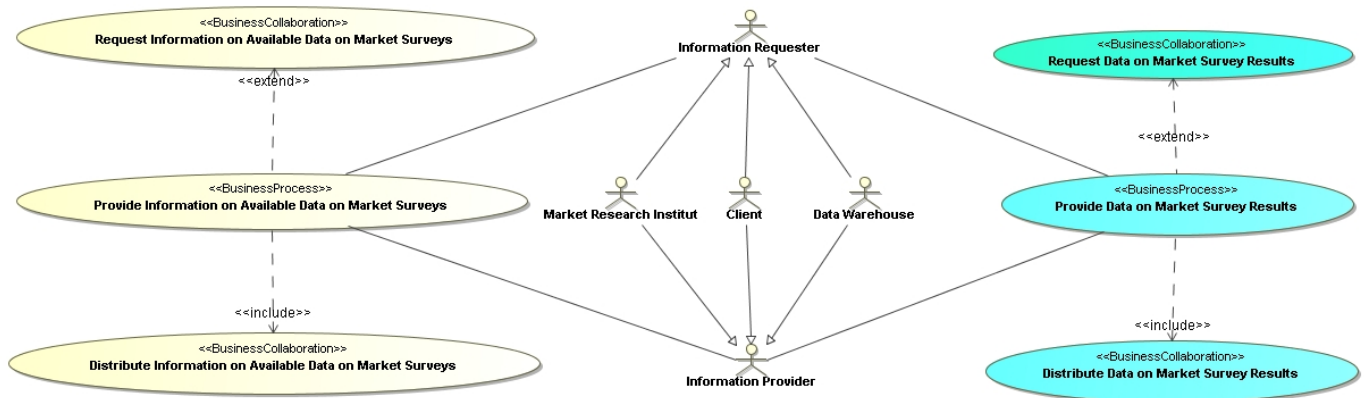 <<BusinessCollaboration>>
Request Information on Available Data on Market Surveys
<<extend>>
<<BusinessProcess>>
Provide Information on Available Data on Market Surveys
<<include>>
<<BusinessCollaboration>>
Distribute Information on Available Data on Market Surveys
Information Requester
Market Research Institut
Client
Data Warehouse
Information Provider
<<BusinessCollaboration>>
Request Data on Market Survey Results
<<extend>>
<<BusinessProcess>>
Provide Data on Market Survey Results
<<include>>
<<BusinessCollaboration>>
Distribute Data on Market Survey Results